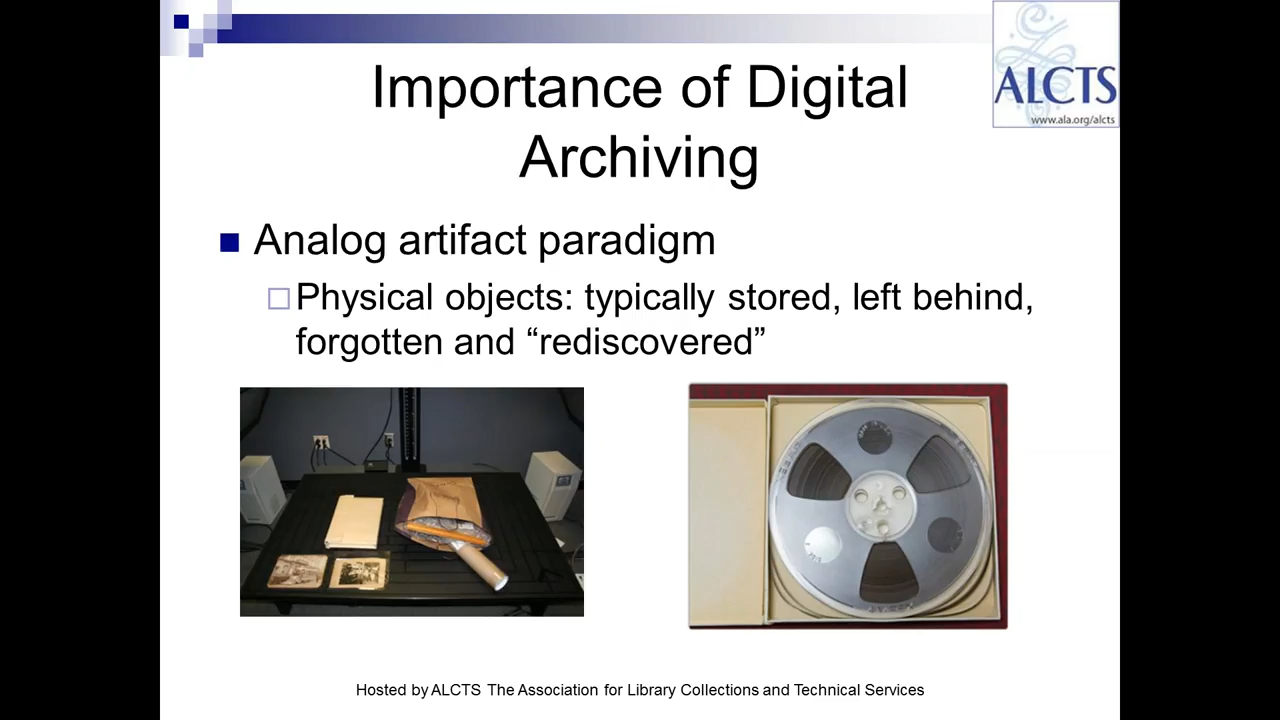 ALCTS
www.ala.org/alcts
Importance of Digital
Archiving
Analog artifact paradigm
Physical objects: typically stored, left behind,
forgotten and “rediscovered”
Hosted by ALCTS The Association for Library Collections and Technical Services